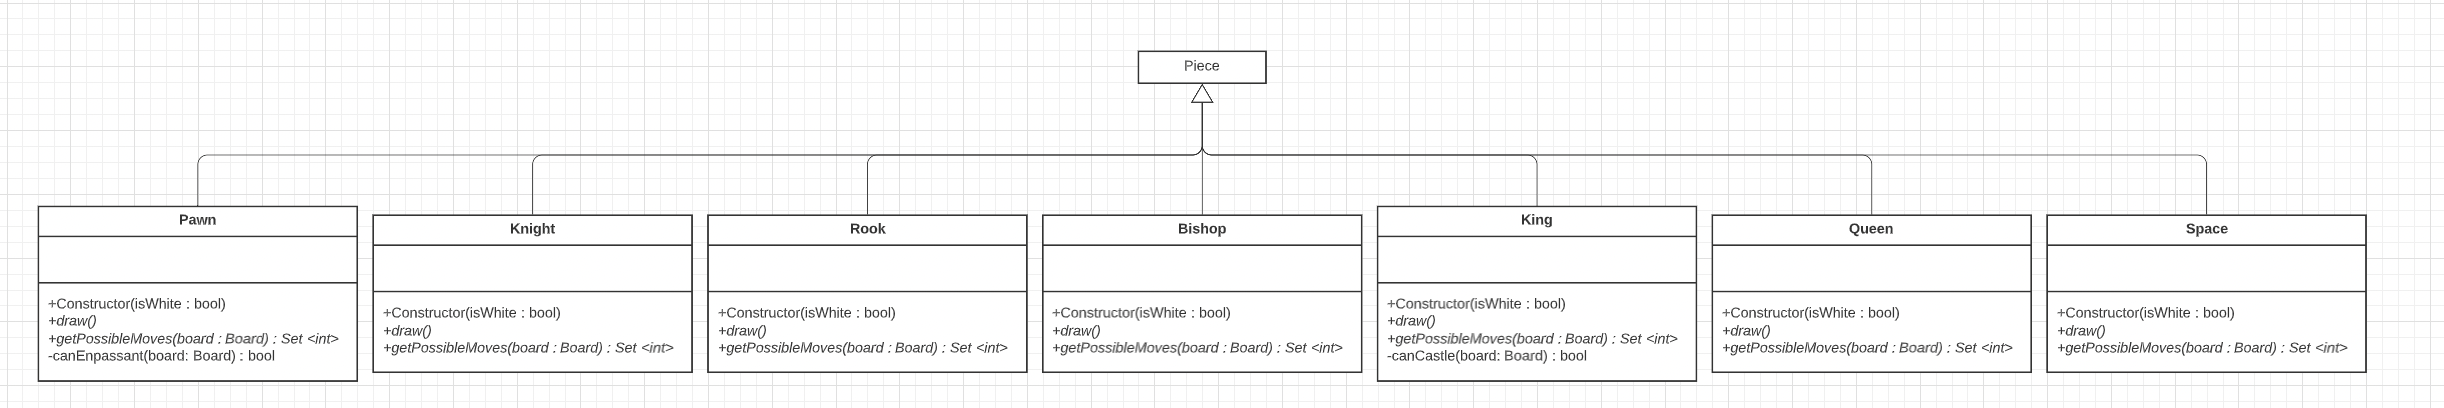 Piece
Pawn
+Constructor(isWhite : bool)
+draw()
+getPossibleMoves(board : Board) : Set <int>
-canEnpassant(board: Board) : bool
Knight
+Constructor(isWhite : bool)
+draw()
+getPossibleMoves(board : Board) : Set <int>
Rook
+Constructor(isWhite : bool)
+draw()
+getPossibleMoves(board : Board) : Set <int>
Bishop
+Constructor(isWhite : bool)
+draw()
+getPossibleMoves(board : Board) : Set <int>
King
+Constructor(isWhite : bool)
+draw()
+getPossibleMoves(board : Board) : Set <int>
-canCastle(board: Board) : bool
Queen
+Constructor(isWhite : bool)
+draw()
+getPossibleMoves(board : Board) : Set <int>
Space
+Constructor(isWhite : bool)
+draw()
+getPossibleMoves(board : Board) : Set <int>